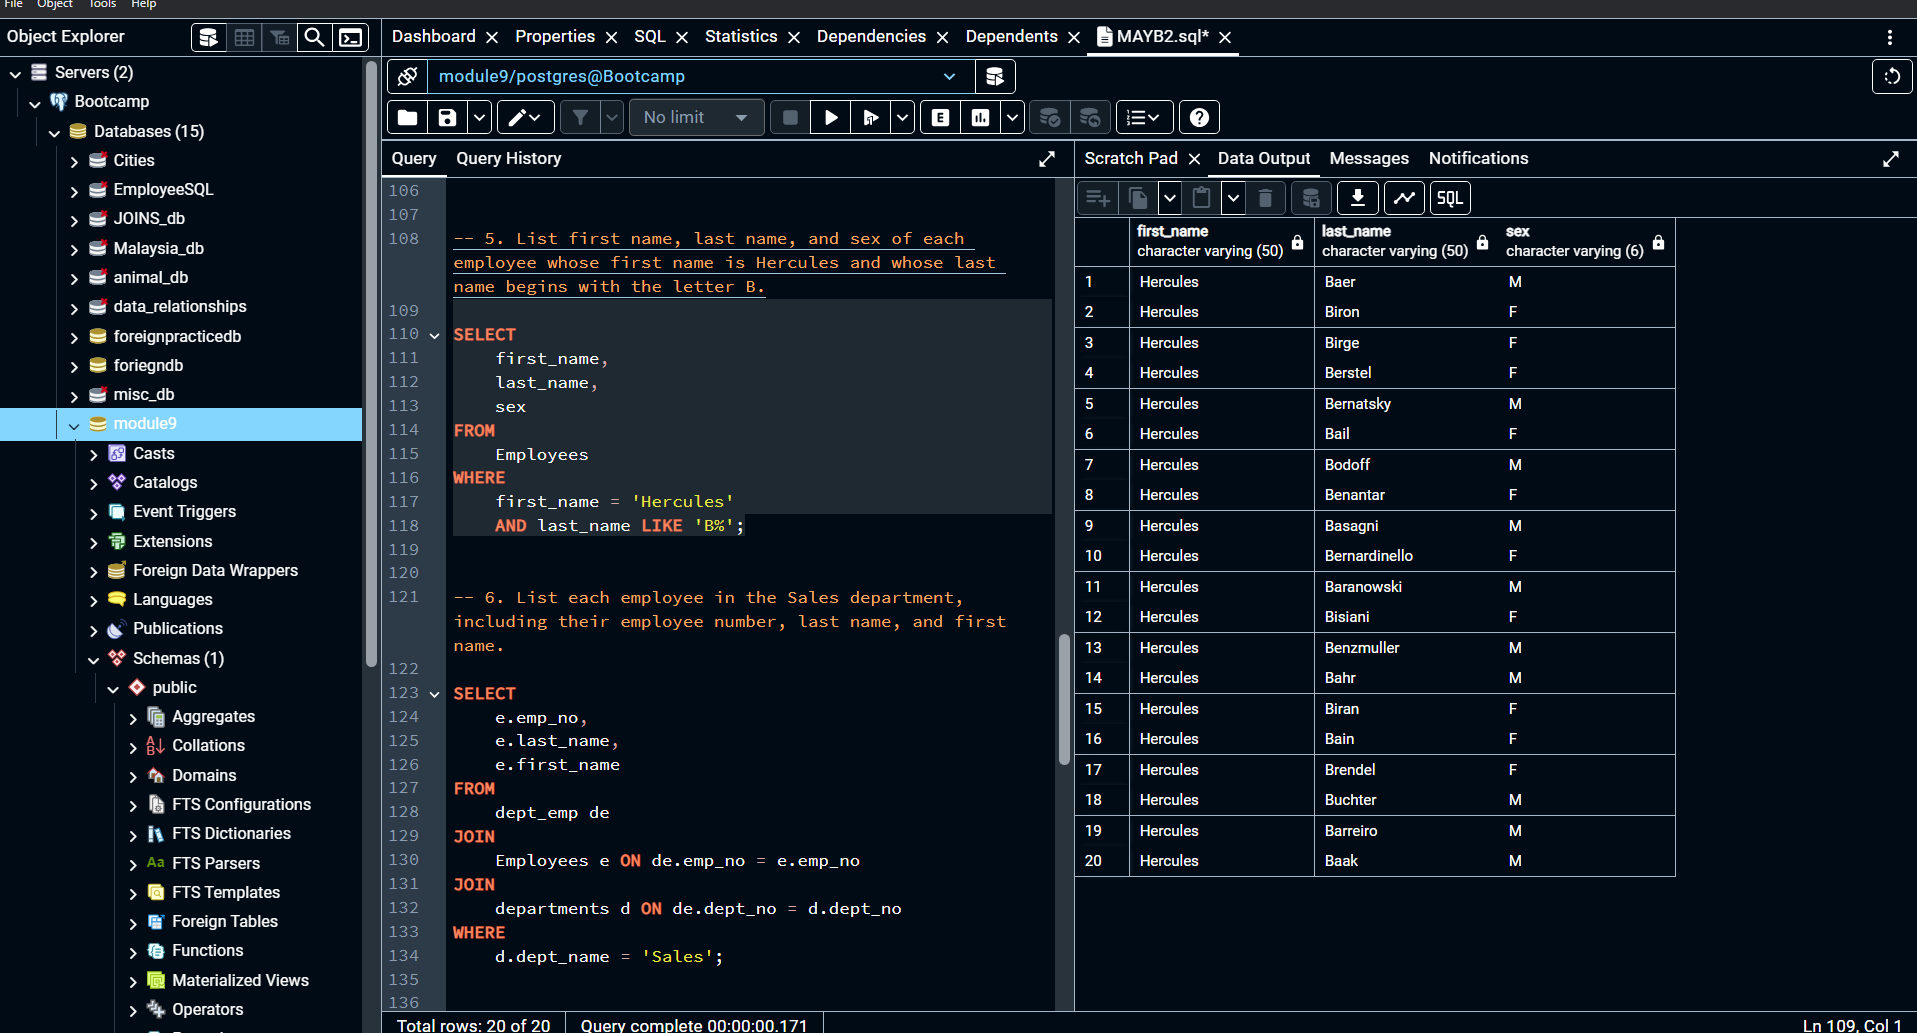 File Object Tools Help
Object Explorer
Servers (2)
Bootcamp
Databases (15)
Cities
EmployeeSQL
JOINS_db
Malaysia_db
animal_db
data_relationships
foreignpracticedb
foriegndb
misc_db
module9
Casts
Catalogs
Event Triggers
Extensions
Foreign Data Wrappers
Languages
Publications
Schemas (1)
public
Aggregates
Collations
Domains
FTS Configurations
FTS Dictionaries
Aa FTS Parsers
FTS Templates
Foreign Tables
Functions
Materialized Views
Operators
Dashboard Properties SQL Statistics Dependencies Dependents MAYB2.sql*
module9/postgres@Bootcamp
No limit E
Query Query History
106
107
108 -- 5. List first name, last name, and sex of each
employee whose first name is Hercules and whose last
name begins with the letter B.
109
110 SELECT
111 first_name,
112 last_name,
113 sex
114 FROM
115 Employees
116 WHERE
117 first_name = 'Hercules'
118 AND last_name LIKE 'B%';
119
120
121 -- 6. List each employee in the Sales department,
including their employee number, last name, and first
name.
122
123 SELECT
124 e.emp_no,
125 e.last_name,
126 e.first_name
127 FROM
128 dept_emp de
129 JOIN
130 Employees e ON de.emp_no = e.emp_no
131 JOIN
132 departments d ON de.dept_no = d.dept_no
133 WHERE
134 d.dept_name = 'Sales';
135
136
Scratch Pad Data Output Messages Notifications
SQL
first_name last_name sex
character varying (50) character varying (50) character varying (6)
1 Hercules Baer M
2 Hercules Biron F
3 Hercules Birge F
4 Hercules Berstel F
5 Hercules Bernatsky M
6 Hercules Bail F
7 Hercules Bodoff M
8 Hercules Benantar F
9 Hercules Basagni M
10 Hercules Bernardinello F
11 Hercules Baranowski M
12 Hercules Bisiani F
13 Hercules Benzmuller M
14 Hercules Bahr M
15 Hercules Biran F
16 Hercules Bain F
17 Hercules Brendel F
18 Hercules Buchter M
19 Hercules Barreiro M
20 Hercules Baak M
Total rows: 20 of 20 Query complete 00:00:00.171 Ln 109, Col 1